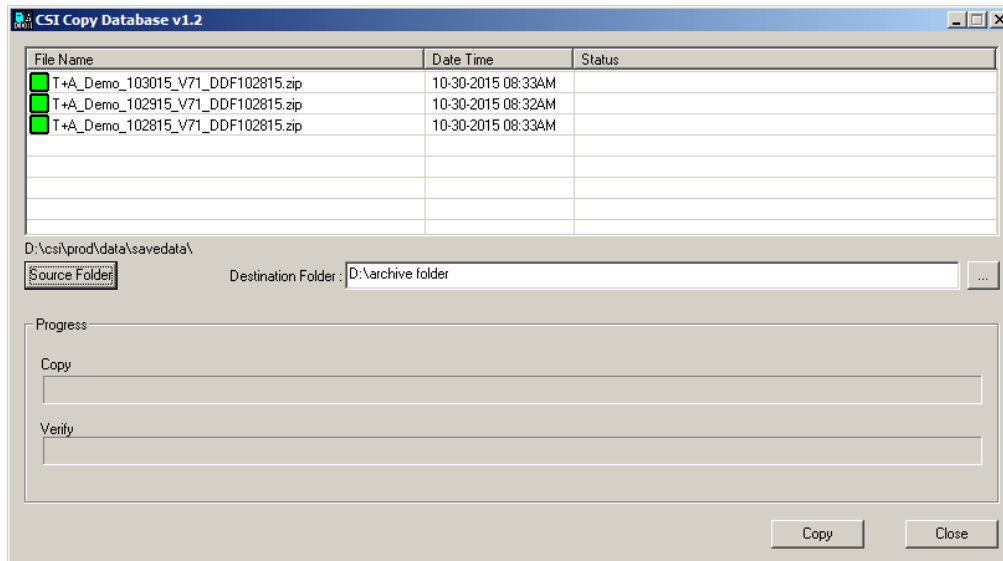 CSI Copy Database v1.2
File Name Date Time Status
T+A_Demo_103015_V71_DDF102815.zip 10-30-2015 08:33AM
T+A_Demo_102915_V71_DDF102815.zip 10-30-2015 08:32AM
T+A_Demo_102815_V71_DDF102815.zip 10-30-2015 08:33AM
D:\csi\prod\data\savedata\
Source Folder Destination Folder : D:\archive folder ...
Progress
Copy
Verify
Copy Close